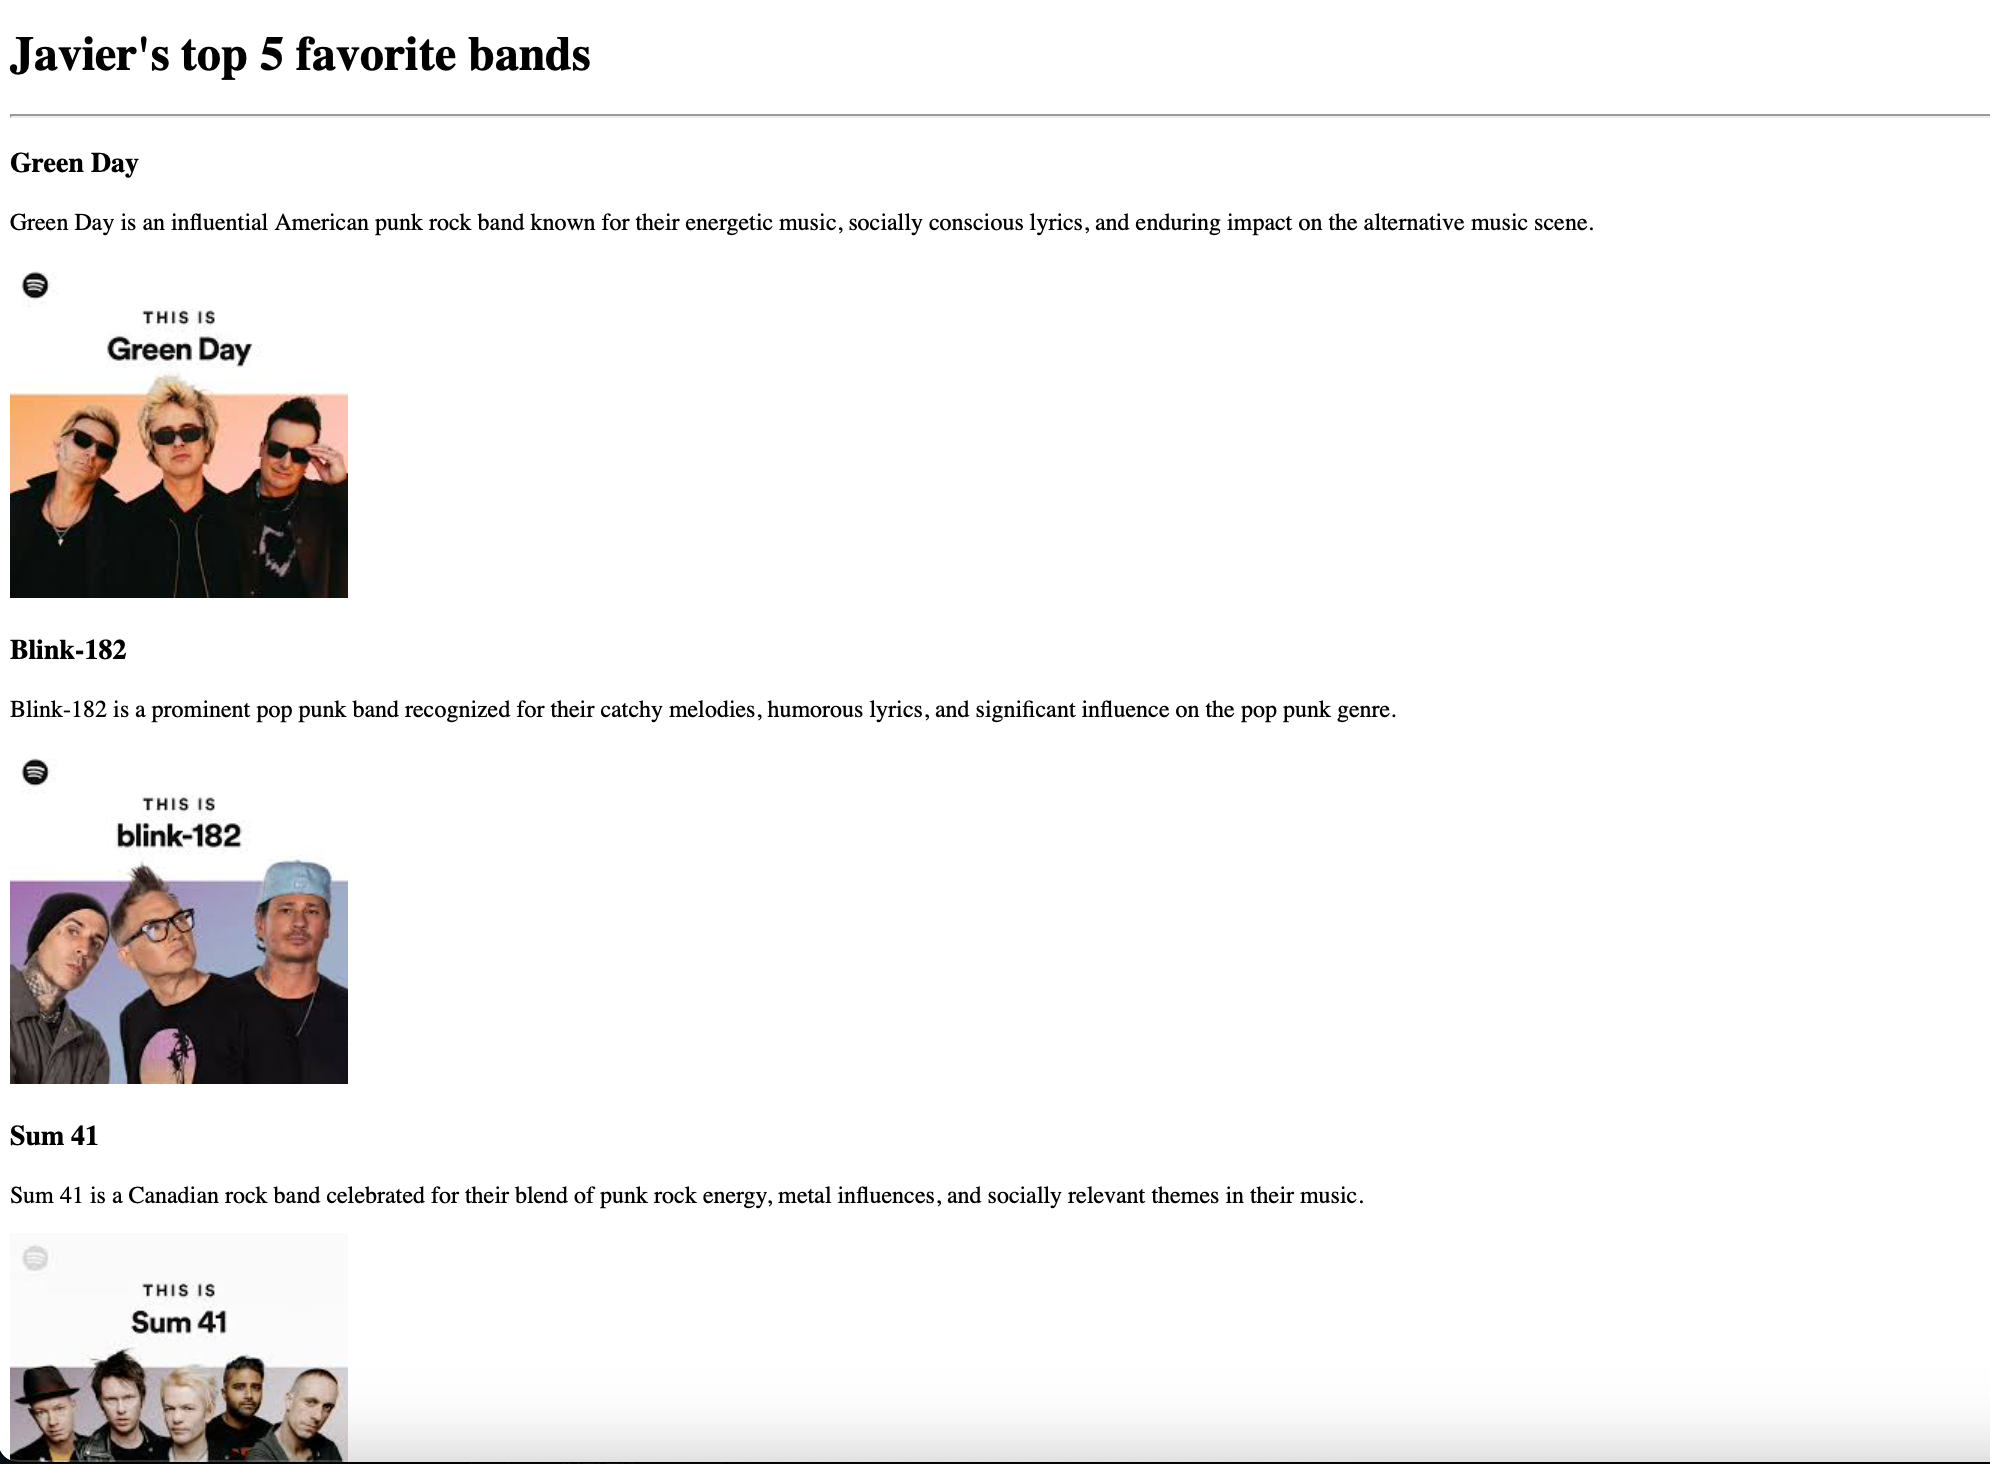 Javier's top 5 favorite bands
Green Day
Green Day is an influential American punk rock band known for their energetic music, socially conscious lyrics, and enduring impact on the alternative music scene.
THIS IS
Green Day
Blink-182
Blink-182 is a prominent pop punk band recognized for their catchy melodies, humorous lyrics, and significant influence on the pop punk genre.
THIS IS
blink-182
Sum 41
Sum 41 is a Canadian rock band celebrated for their blend of punk rock energy, metal influences, and socially relevant themes in their music.
THIS IS
Sum 41